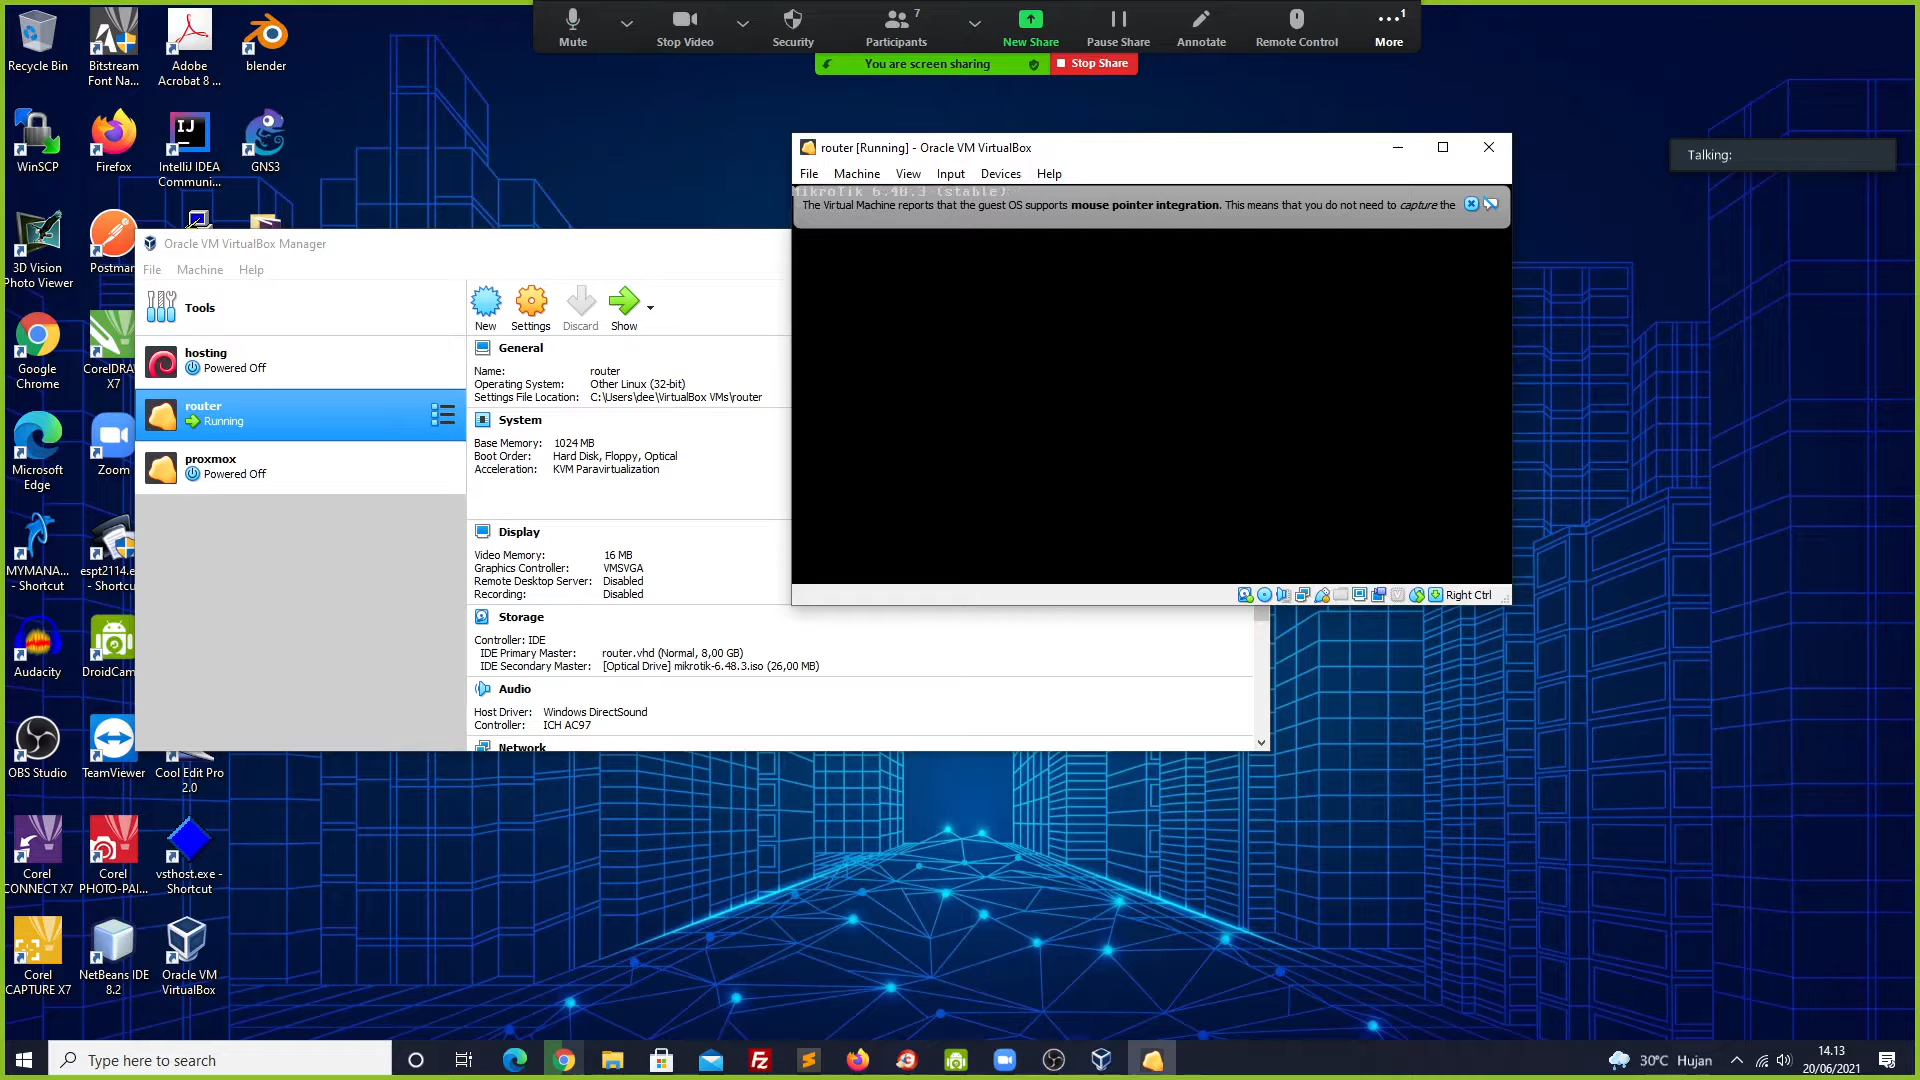 Mute
Stop Video
Security
Participants
7
New Share
Pause Share
Annotate
Remote Control
More
1
You are screen sharing
Stop Share
Talking:
Recycle Bin
Bitstream
Font Na...
Adobe
Acrobat 8 ...
blender
WinSCP
Firefox
IntelliJ IDEA
Communi...
GNS3
3D Vision
Photo Viewer
Postman
Google
Chrome
CorelDRA
X7
Microsoft
Edge
Zoom
MYMANA...
- Shortcut
espt2114.e
- Shortcu
Audacity
DroidCam
OBS Studio
TeamViewer
Cool Edit Pro
2.0
Corel
CONNECT X7
Corel
PHOTO-PAI...
vsthost.exe -
Shortcut
Corel
CAPTURE X7
NetBeans IDE
8.2
Oracle VM
VirtualBox
Oracle VM VirtualBox Manager
File Machine Help
Tools
New
Settings
Discard
Show
hosting
Powered Off
router
Running
proxmox
Powered Off
General
Name: router
Operating System: Other Linux (32-bit)
Settings File Location: C:\Users\dee\VirtualBox VMs\router
System
Base Memory: 1024 MB
Boot Order: Hard Disk, Floppy, Optical
Acceleration: KVM Paravirtualization
Display
Video Memory: 16 MB
Graphics Controller: VMSVGA
Remote Desktop Server: Disabled
Recording: Disabled
Storage
Controller: IDE
IDE Primary Master: router.vhd (Normal, 8,00 GB)
IDE Secondary Master: [Optical Drive] mikrotik-6.48.3.iso (26,00 MB)
Audio
Host Driver: Windows DirectSound
Controller: ICH AC97
Network
router [Running] - Oracle VM VirtualBox
File Machine View Input Devices Help
MikroTik 6.48.3 (stable)
The Virtual Machine reports that the guest OS supports mouse pointer integration. This means that you do not need to capture the
Right Ctrl
Type here to search
30°C Hujan
14.13
20/06/2021